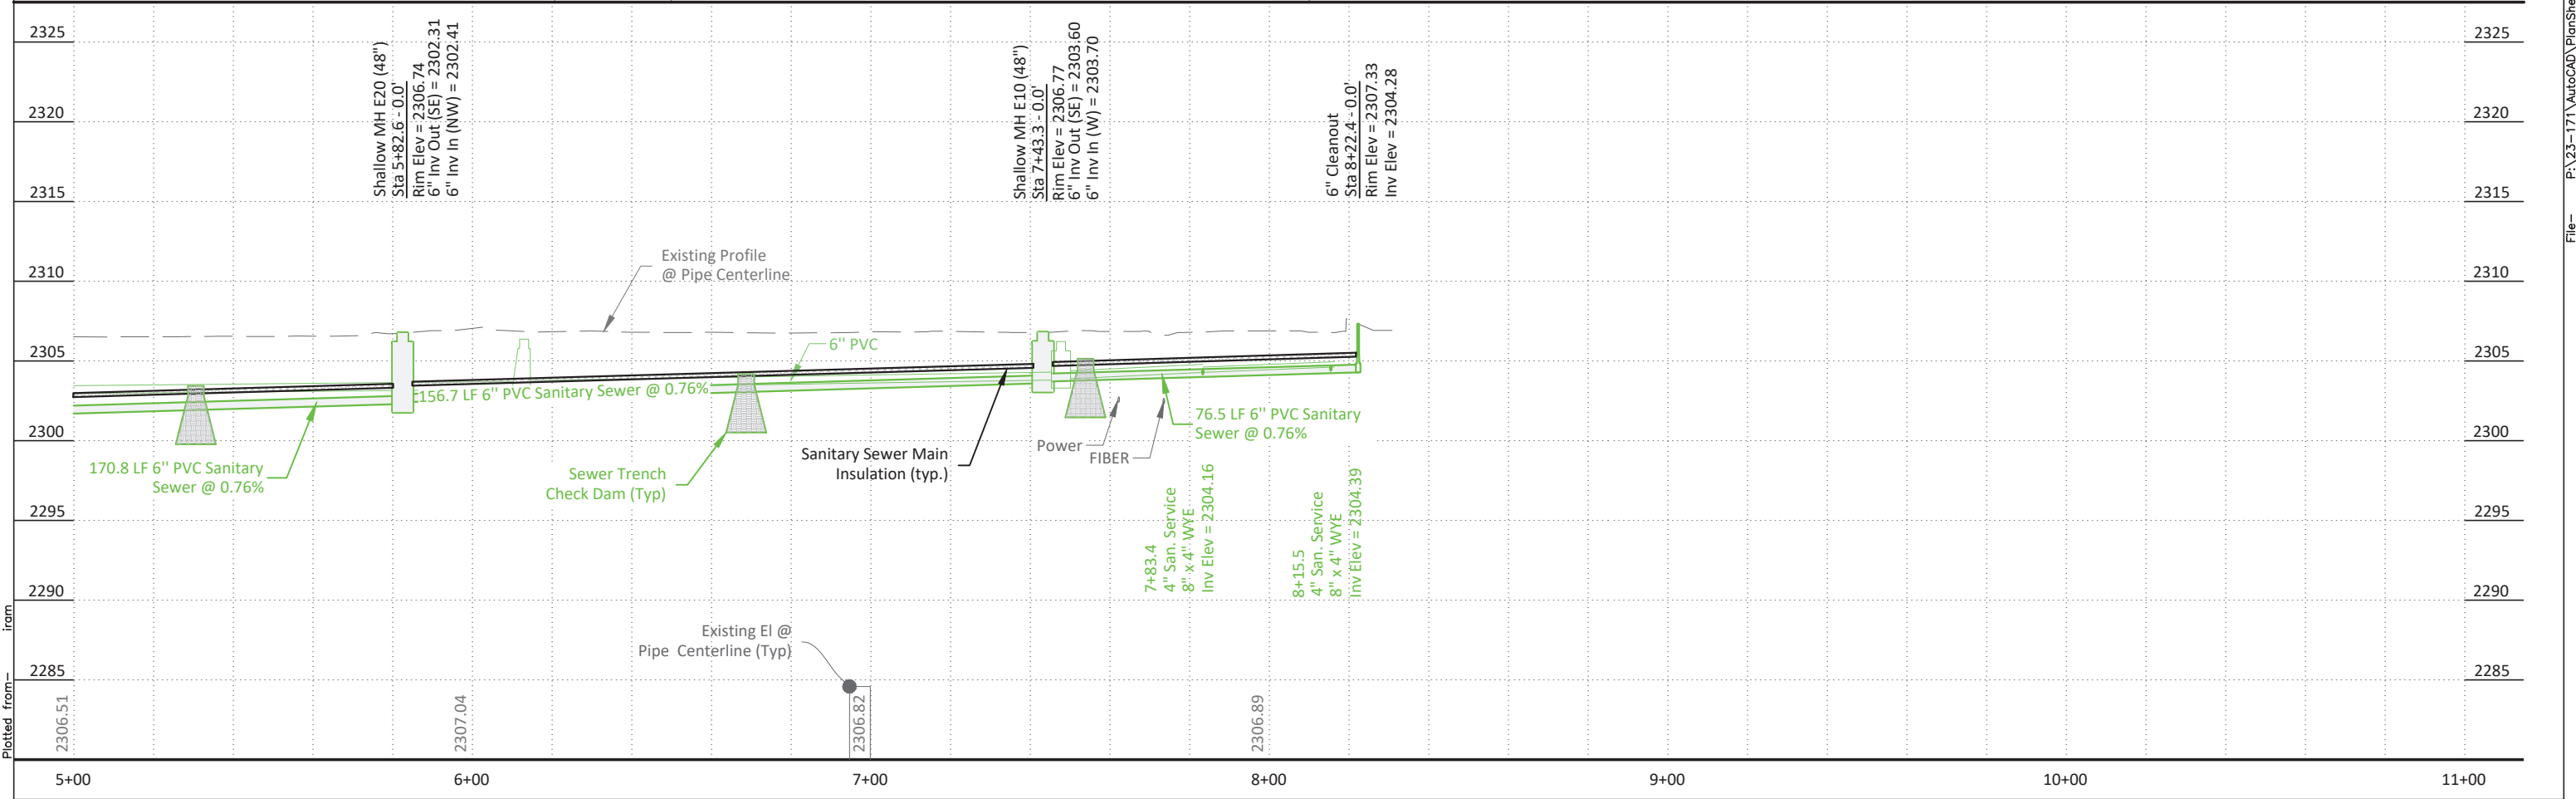 2325
2320
2315
2310
2305
2300
2295
2290
2285
Shallow MH E20 (48")
Sta 5+82.6 - 0.0'
Rim Elev = 2306.74
6" Inv Out (SE) = 2302.31
6" Inv In (NW) = 2302.41
Shallow MH E10 (48")
Sta 7+43.3 - 0.0'
Rim Elev = 2306.77
6" Inv Out (SE) = 2303.60
6" Inv In (W) = 2303.70
6" Cleanout
Sta 8+22.4 - 0.0'
Rim Elev = 2307.33
Inv Elev = 2304.28
2325
2320
2315
2310
2305
2300
2295
2290
2285
Existing Profile
@ Pipe Centerline
6" PVC
156.7 LF 6" PVC Sanitary Sewer @ 0.76%
170.8 LF 6" PVC Sanitary
Sewer @ 0.76%
Sewer Trench
Check Dam (Typ)
Sanitary Sewer Main
Insulation (typ.)
Power
FIBER
76.5 LF 6" PVC Sanitary
Sewer @ 0.76%
7+83.4
4" San. Service
8" x 4" WYE
Inv Elev = 2304.16
8+15.5
4" San. Service
8" x 4" WYE
Inv Elev = 2304.39
Existing El @
Pipe Centerline (Typ)
2306.51
2307.04
2306.82
2306.89
5+00
6+00
7+00
8+00
9+00
10+00
11+00
Plotted from- iram
File- P:\23-171\AutoCAD\PlanShe